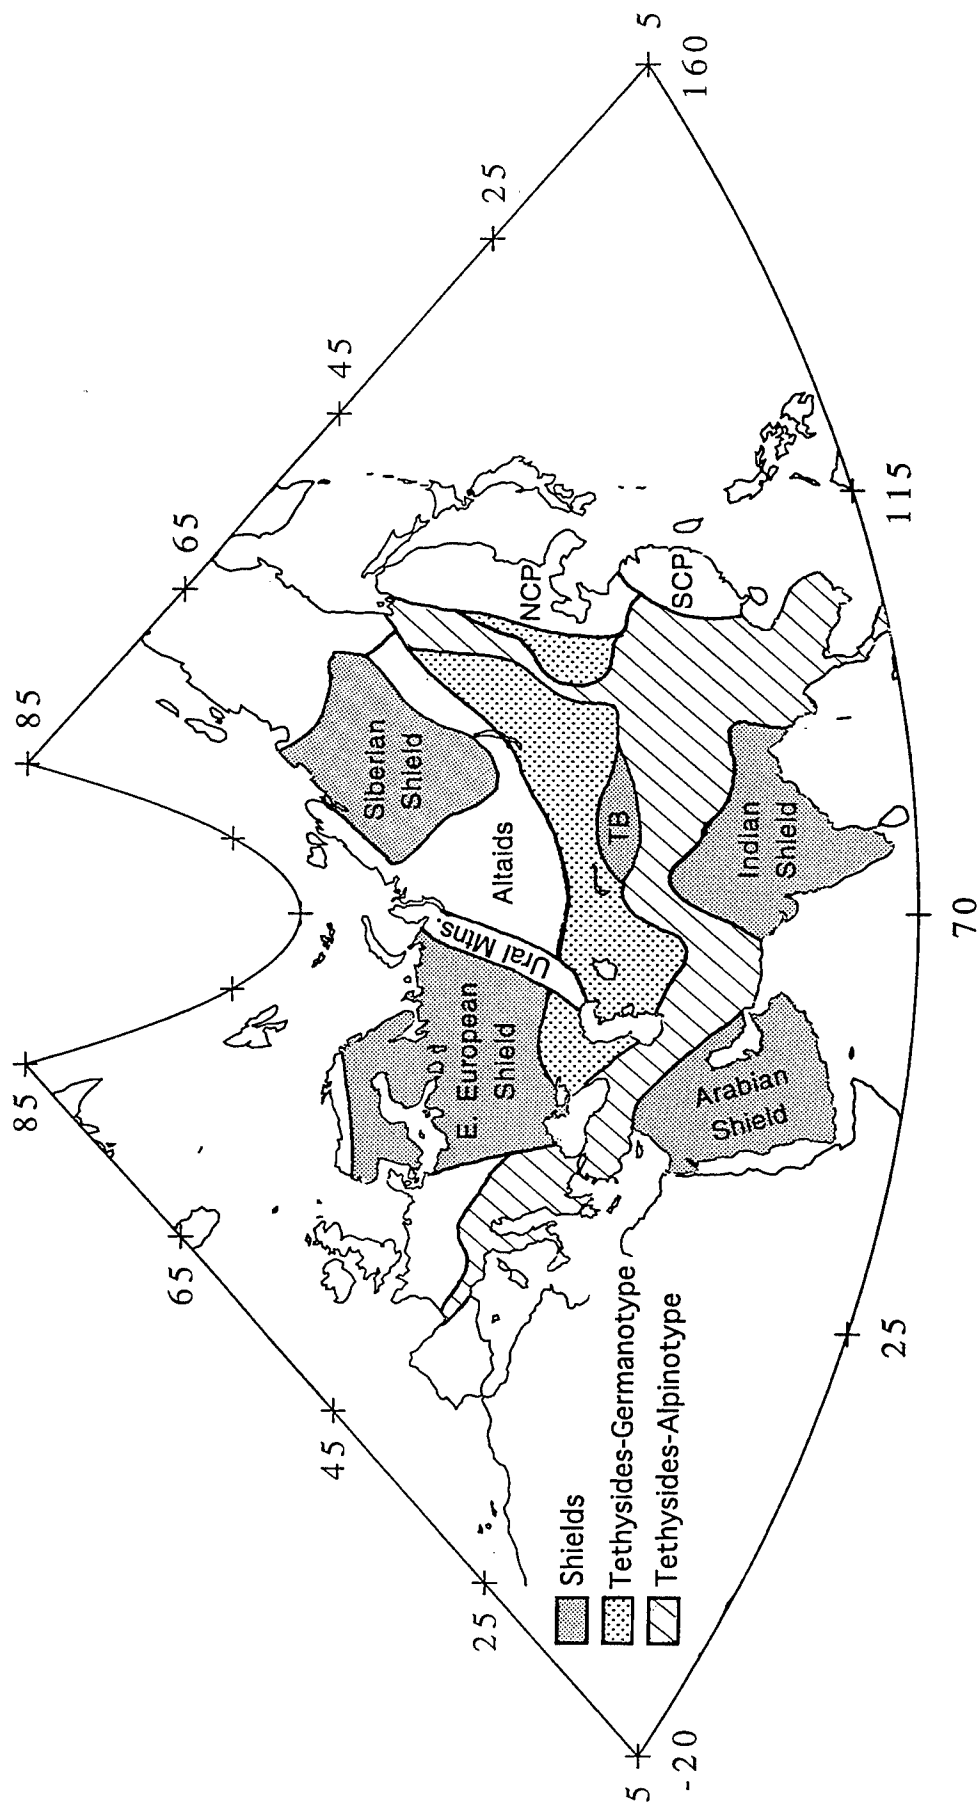 85
85
65
65
45
45
25
25
5
5
-20
160
25
115
70
Siberian
Shield
Altaids
Ural Mtns.
E. European
Shield
TB
NCP
SCP
Indian
Shield
Arabian
Shield
Shields
Tethysides-Germanotype
Tethysides-Alpinotype